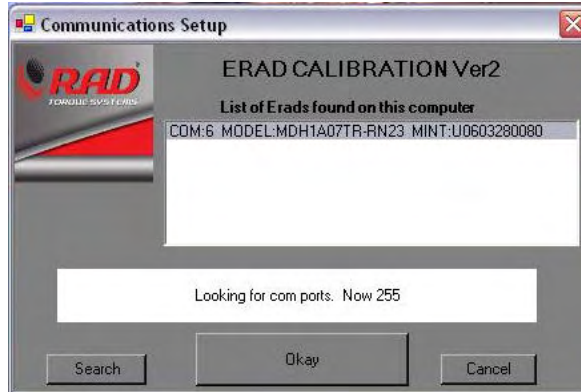 Communications Setup
RAD
TORQUE SYSTEMS
ERAD CALIBRATION Ver2
List of Erads found on this computer
COM:6 MODEL:MDH1A07TR-RN23 MINT:U0603280080
Looking for com ports. Now 255
Search
Okay
Cancel